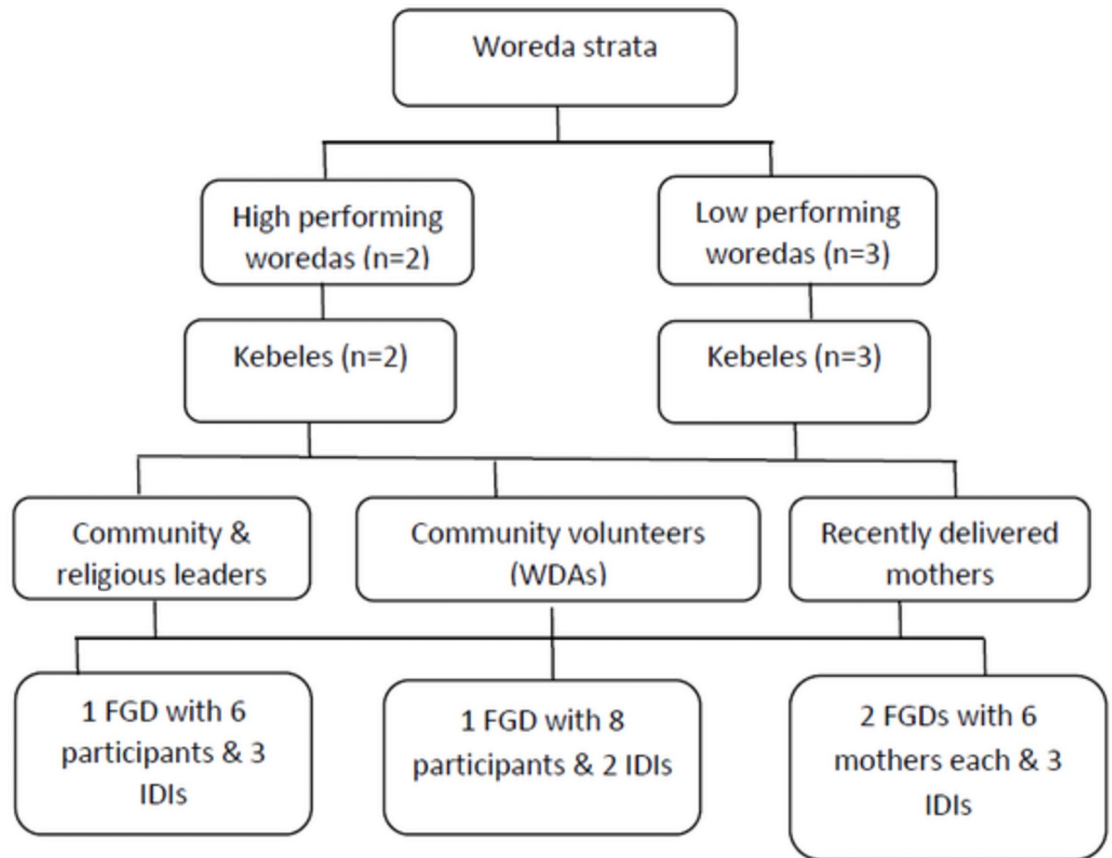 Woreda strata
High performing
woredas (n=2)
Low performing
woredas (n=3)
Kebeles (n=2)
Kebeles (n=3)
Community &
religious leaders
Community volunteers
(WDAs)
Recently delivered
mothers
1 FGD with 6
participants & 3
IDIs
1 FGD with 8
participants & 2 IDIs
2 FGDs with 6
mothers each & 3
IDIs